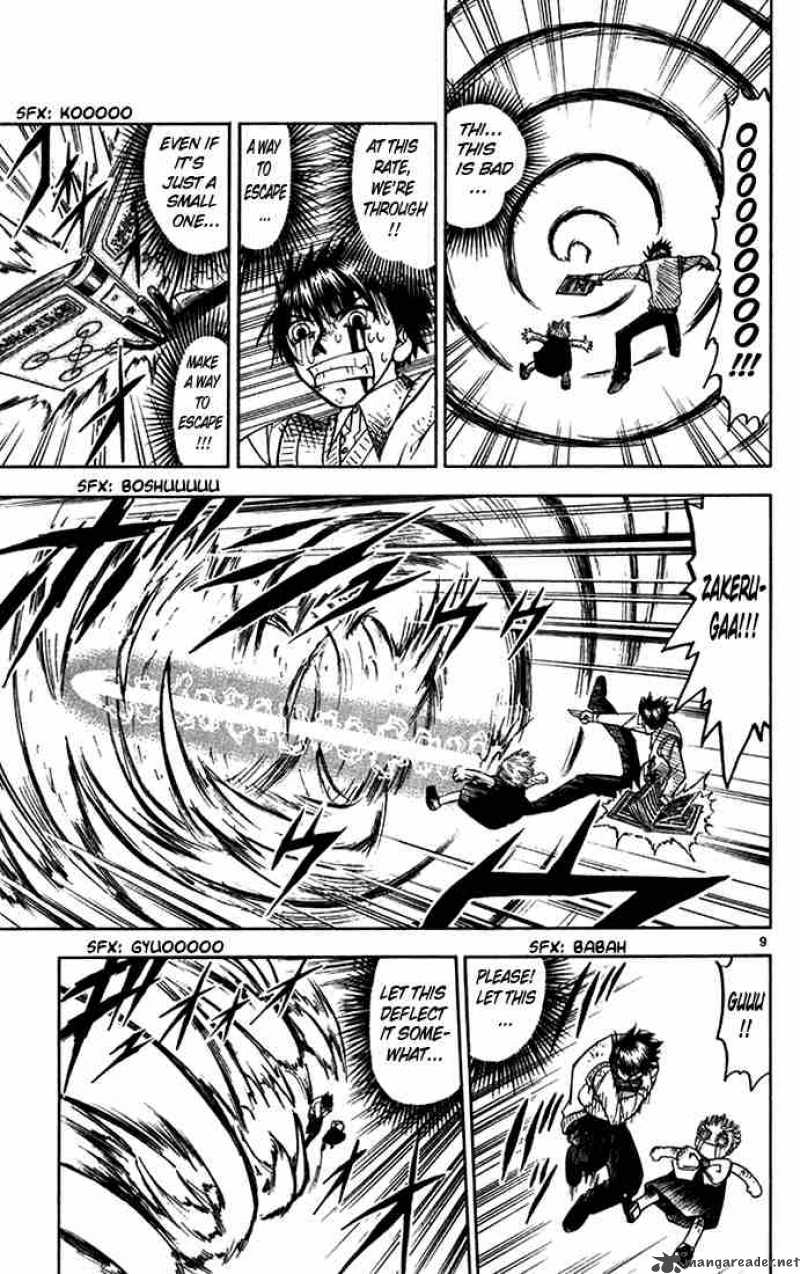 OOOOOOOOOO!!!
THI...
THIS
IS BAD
...
AT THIS
RATE,
WE'RE
THROUGH
!!
A WAY
TO
ESCAPE
...
SFX: KOOOOO
EVEN IF
IT'S
JUST A
SMALL
ONE...
MAKE
A WAY
TO
ESCAPE
!!!
SFX: BOSHUUUUU
ZAKERU-
GAA!!!
9
SFX: BABAH
GUUU
!!
PLEASE!
LET THIS
...
SFX: GYUOOOOO
LET THIS
DEFLECT
IT SOME-
WHAT...
mangareader.net